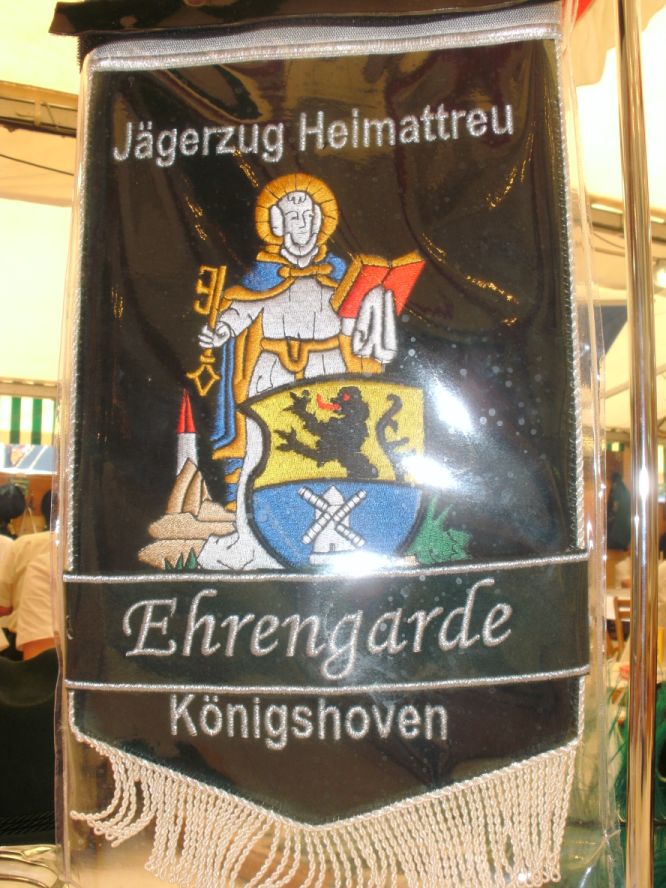 Jägerzug Heimattreu
Ehrengarde
Königshoven